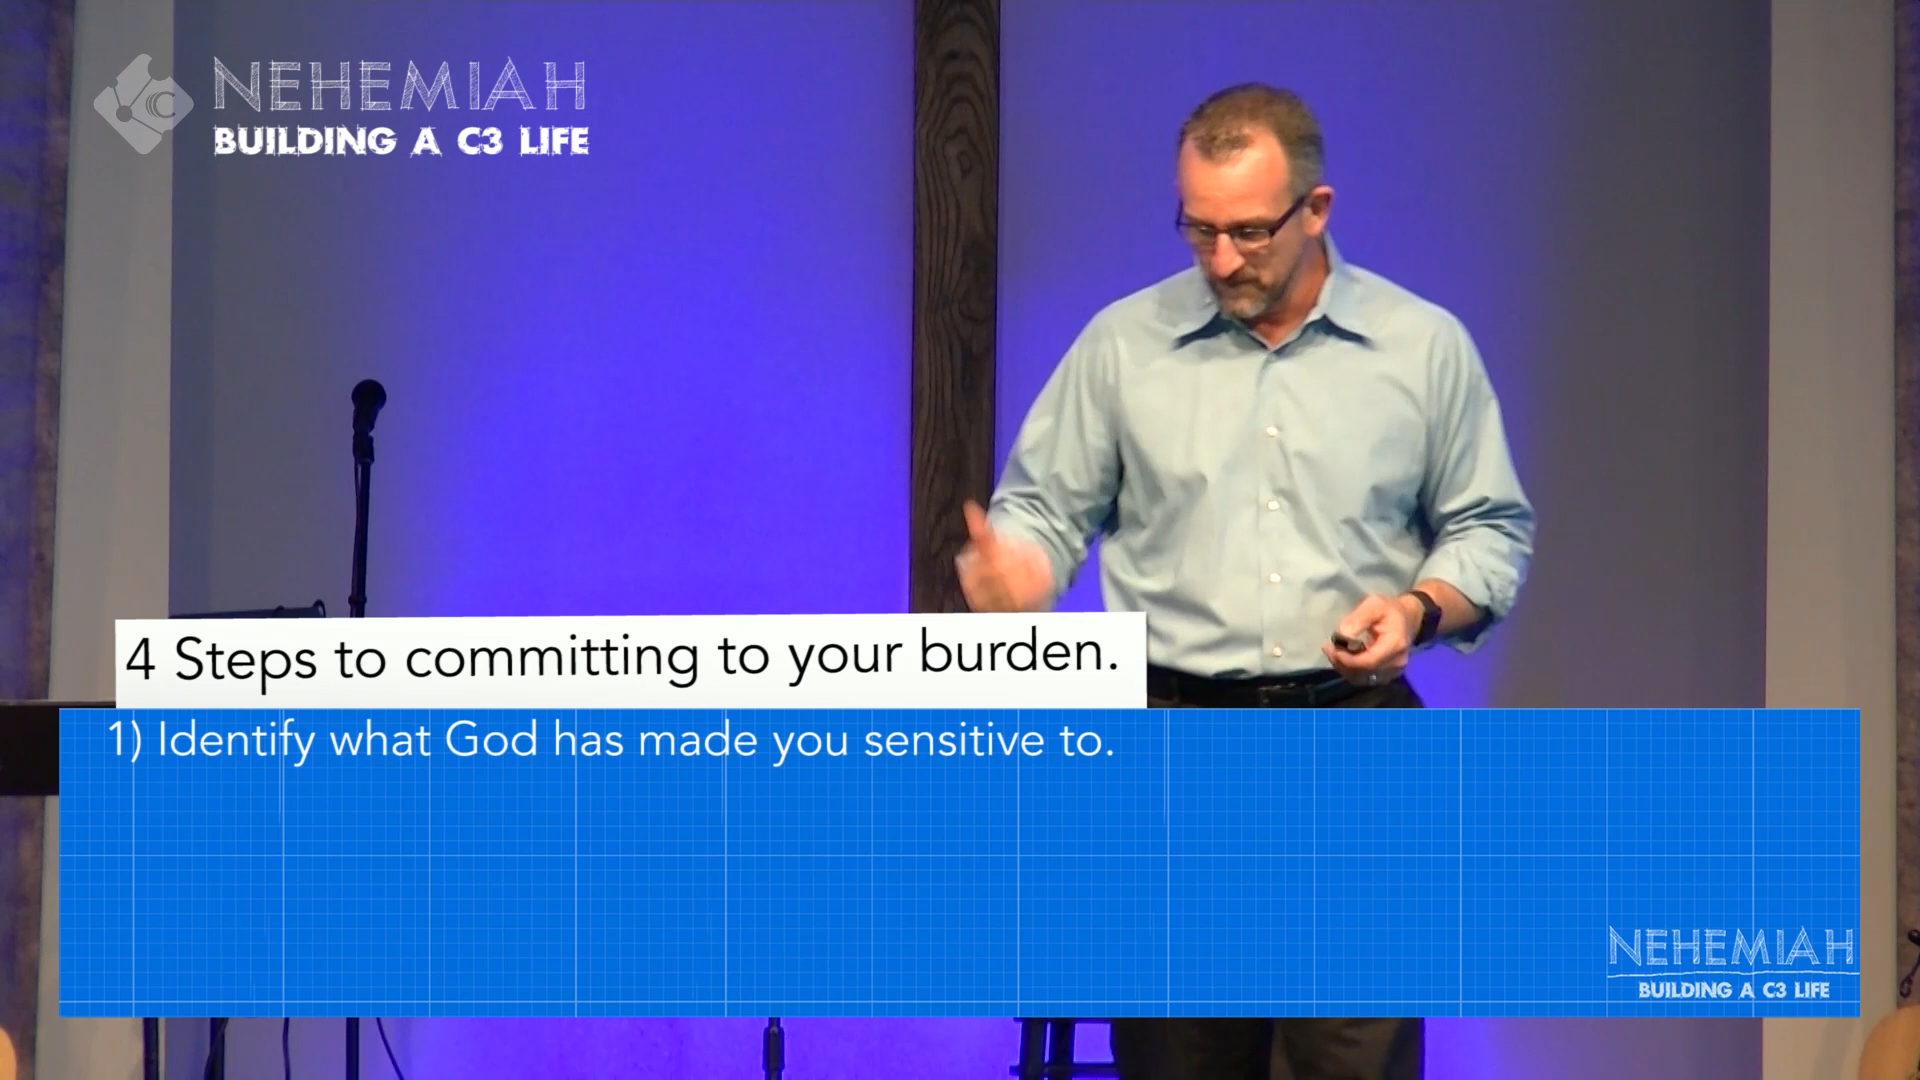 NEHEMIAH
BUILDING A C3 LIFE
4 Steps to committing to your burden.
1) Identify what God has made you sensitive to.
NEHEMIAH
BUILDING A C3 LIFE